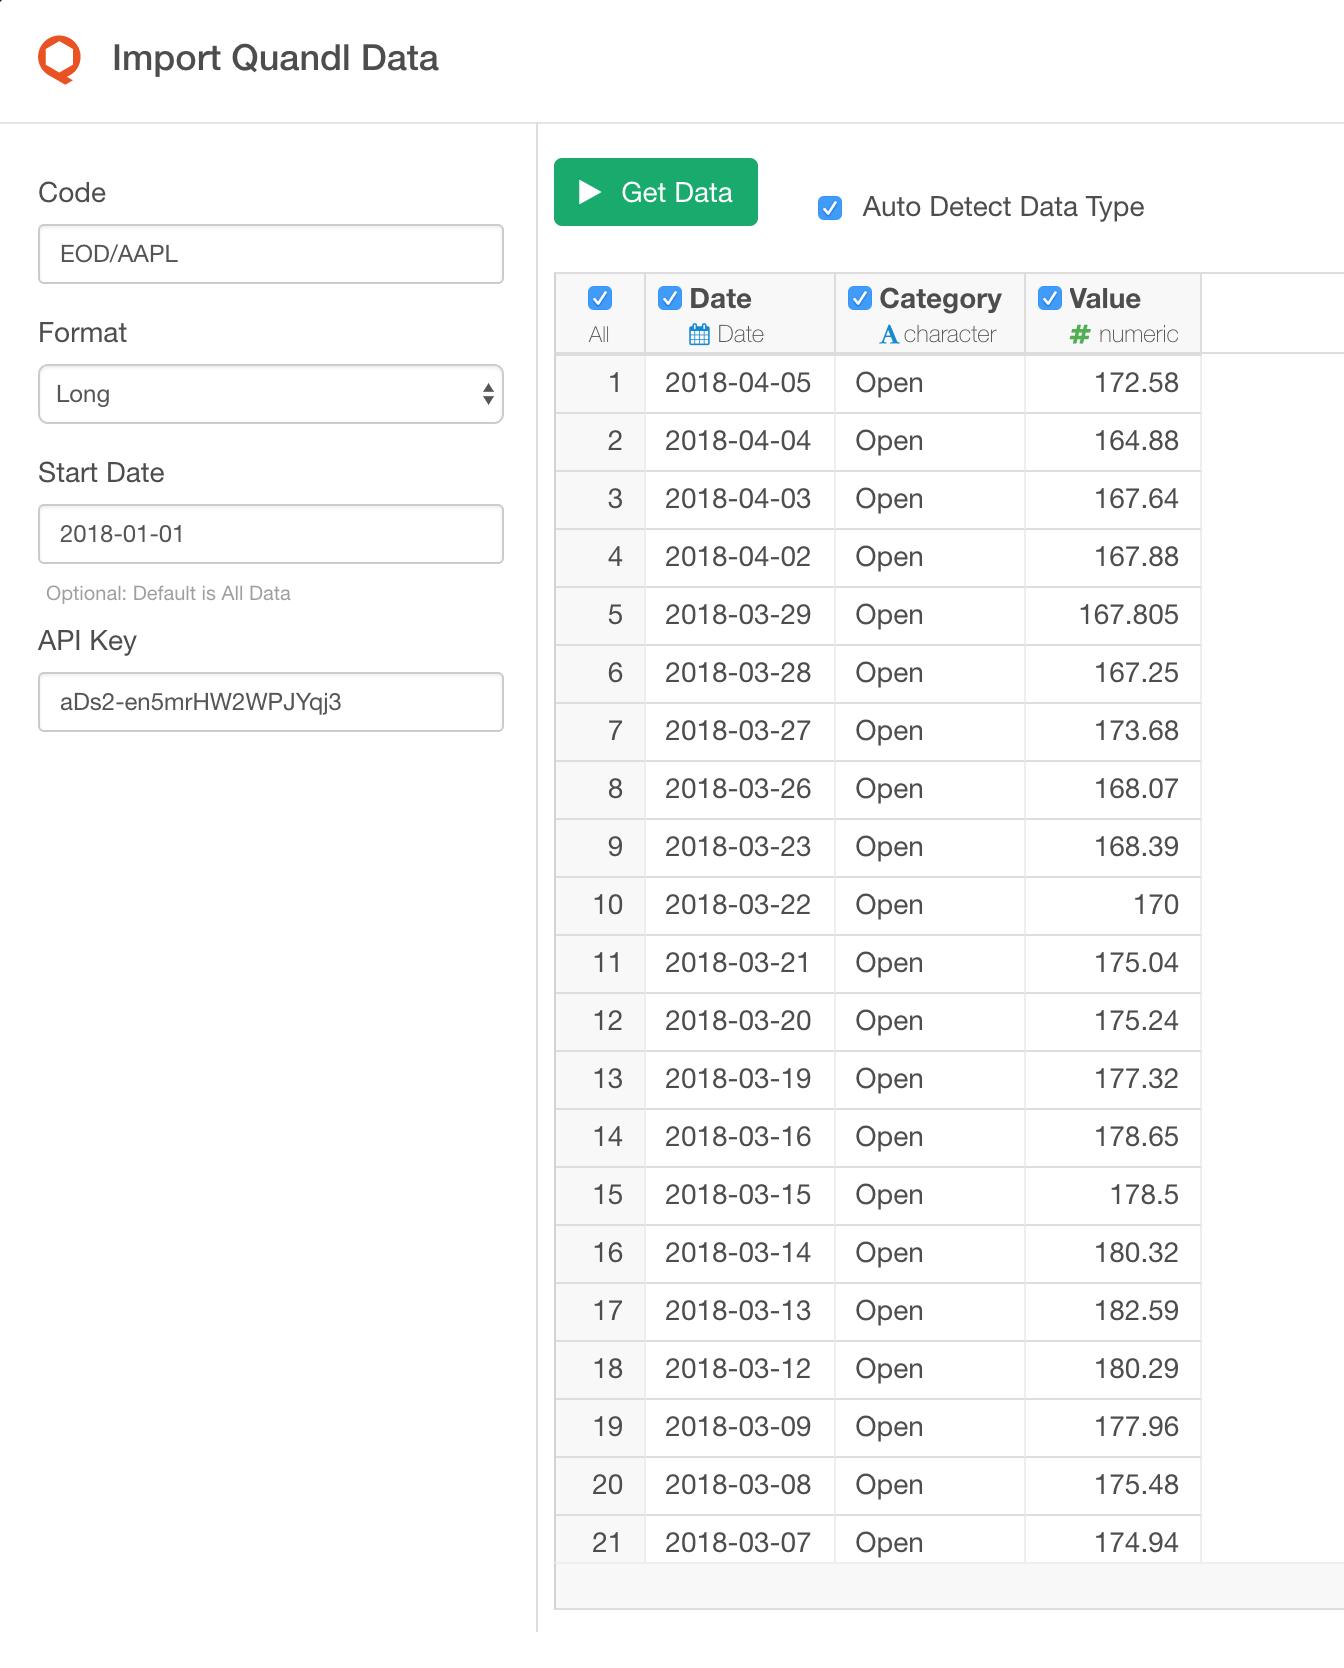 Import Quandl Data
Code
EOD/AAPL
Format
Long
Start Date
2018-01-01
Optional: Default is All Data
API Key
aDs2-en5mrHW2WPJYqj3
Get Data
Auto Detect Data Type
All
Date Category Value
Date A character # numeric
1 2018-04-05 Open 172.58
2 2018-04-04 Open 164.88
3 2018-04-03 Open 167.64
4 2018-04-02 Open 167.88
5 2018-03-29 Open 167.805
6 2018-03-28 Open 167.25
7 2018-03-27 Open 173.68
8 2018-03-26 Open 168.07
9 2018-03-23 Open 168.39
10 2018-03-22 Open 170
11 2018-03-21 Open 175.04
12 2018-03-20 Open 175.24
13 2018-03-19 Open 177.32
14 2018-03-16 Open 178.65
15 2018-03-15 Open 178.5
16 2018-03-14 Open 180.32
17 2018-03-13 Open 182.59
18 2018-03-12 Open 180.29
19 2018-03-09 Open 177.96
20 2018-03-08 Open 175.48
21 2018-03-07 Open 174.94